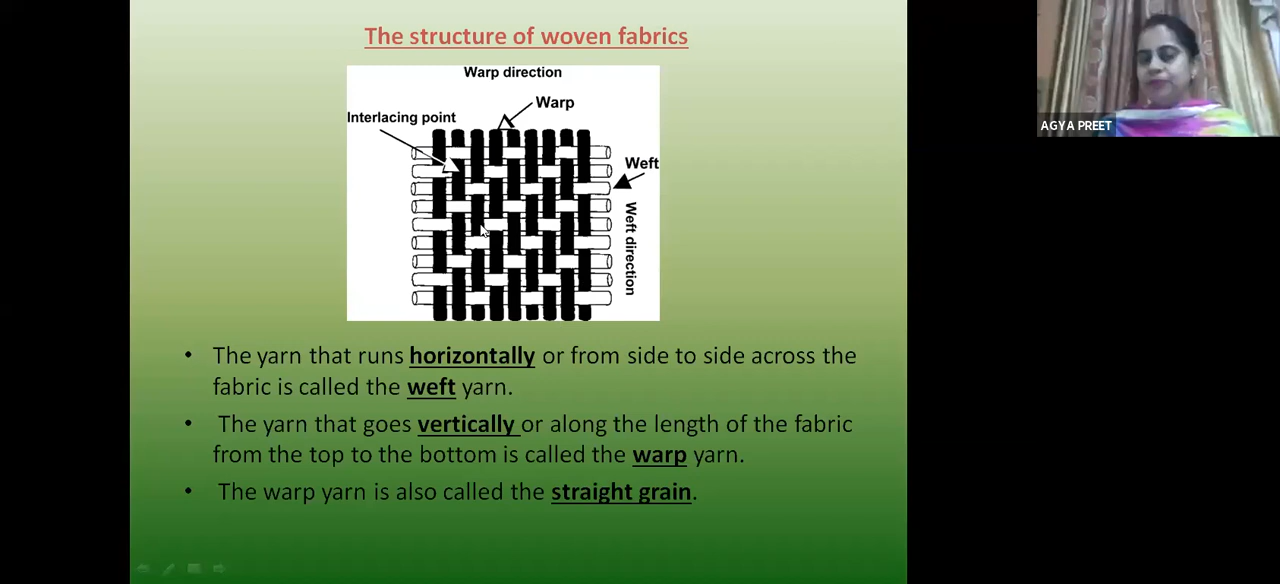 The structure of woven fabrics
Warp direction
Warp
Interlacing point
Weft
Weft direction
AGYA PREET
• The yarn that runs horizontally or from side to side across the
fabric is called the weft yarn.
• The yarn that goes vertically or along the length of the fabric
from the top to the bottom is called the warp yarn.
• The warp yarn is also called the straight grain.